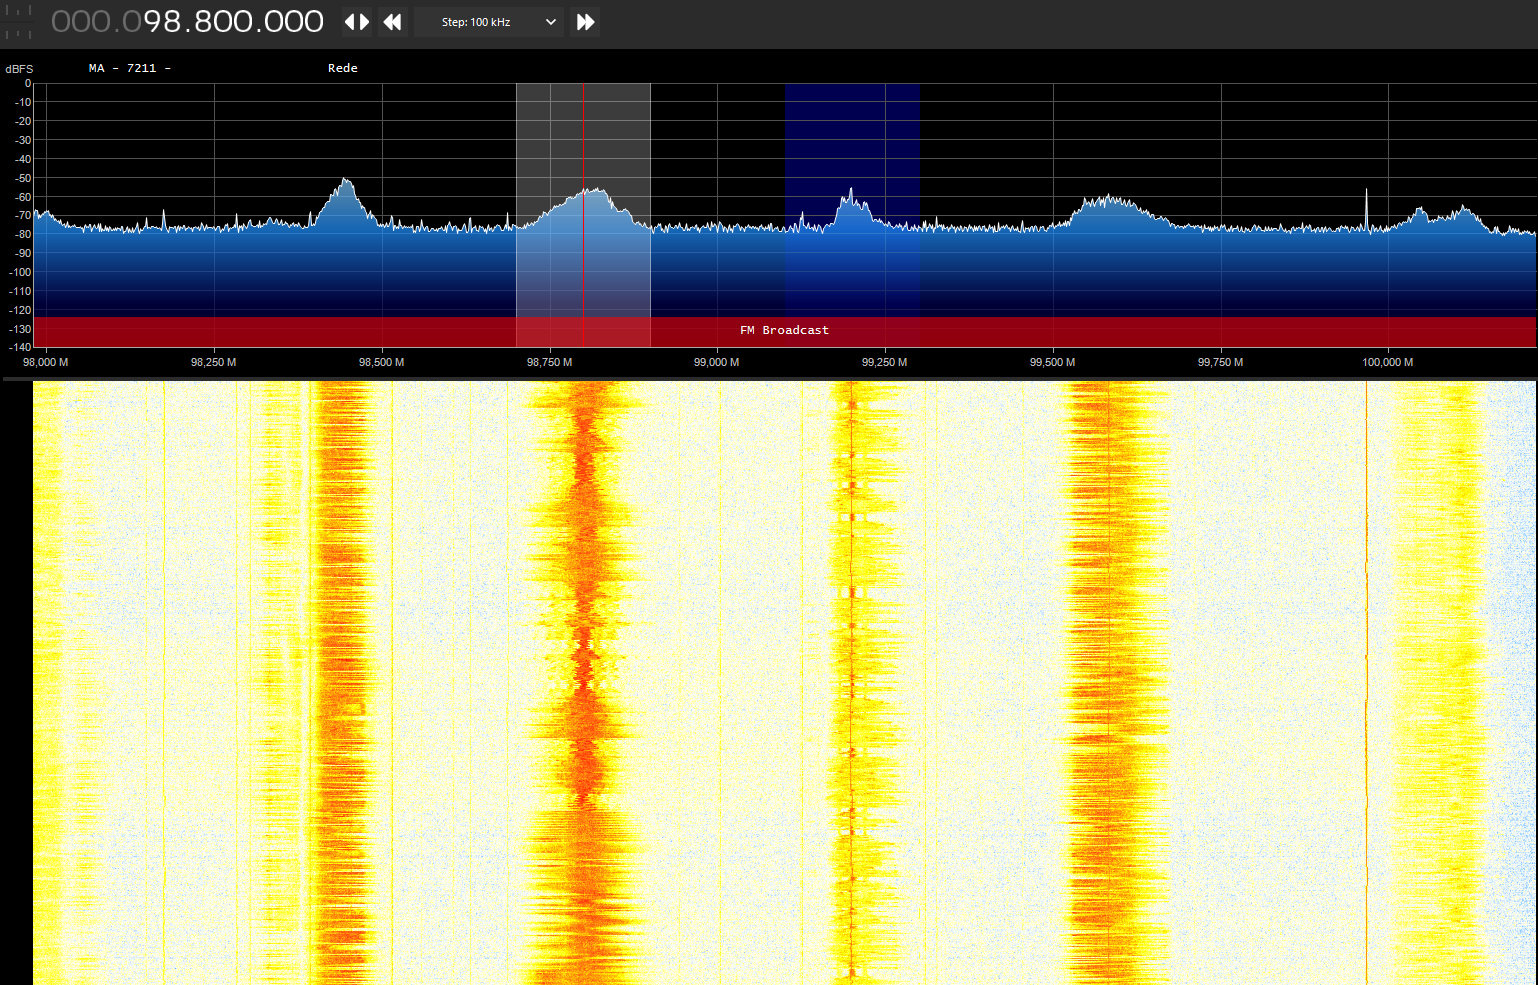 000.098.800.000
Step: 100 kHz
dBFS
MA - 7211 -
Rede
0
-10
-20
-30
-40
-50
-60
-70
-80
-90
-100
-110
-120
-130
-140
FM Broadcast
98,000 M 98,250 M 98,500 M 98,750 M 99,000 M 99,250 M 99,500 M 99,750 M 100,000 M